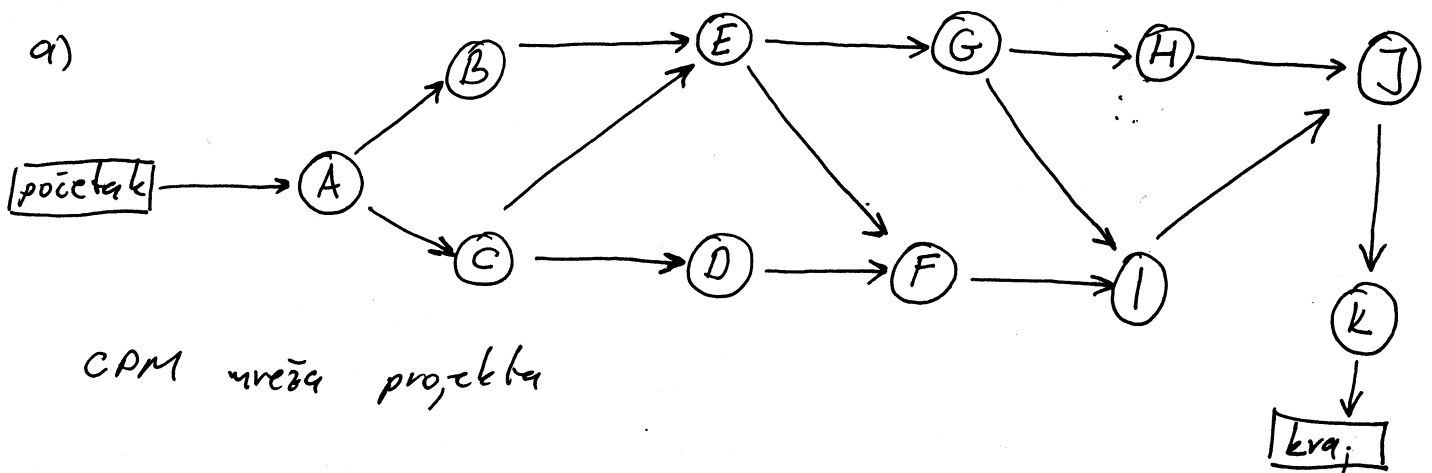 a)
B E G H J
početak A
C D F I
K
CPM mreža projekta
kraj